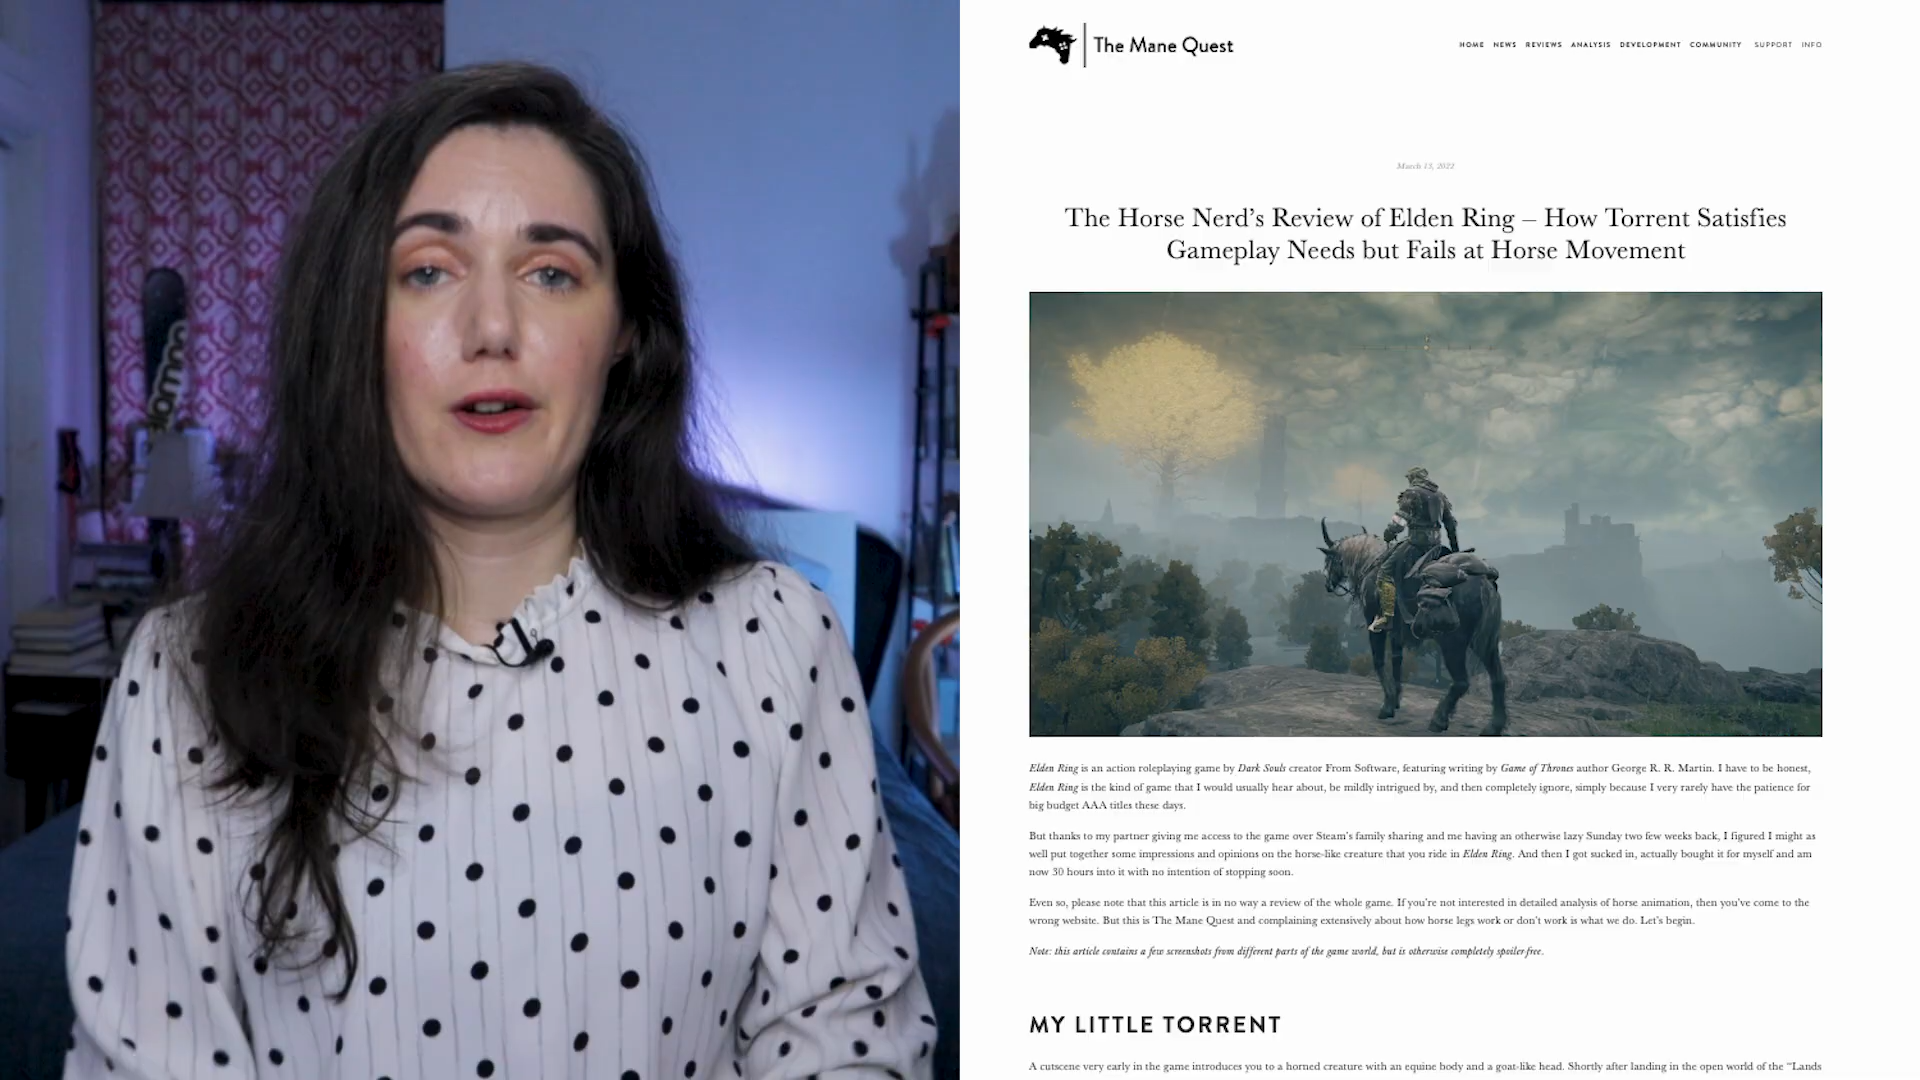 The Mane Quest
HOME NEWS REVIEWS ANALYSIS DEVELOPMENT COMMUNITY SUPPORT INFO
March 13, 2022
The Horse Nerd's Review of Elden Ring – How Torrent Satisfies
Gameplay Needs but Fails at Horse Movement
Elden Ring is an action roleplaying game by Dark Souls creator From Software, featuring writing by Game of Thrones author George R. R. Martin. I have to be honest,
Elden Ring is the kind of game that I would usually hear about, be mildly intrigued by, and then completely ignore, simply because I very rarely have the patience for
big budget AAA titles these days.
But thanks to my partner giving me access to the game over Steam's family sharing and me having an otherwise lazy Sunday two few weeks back, I figured I might as
well put together some impressions and opinions on the horse-like creature that you ride in Elden Ring. And then I got sucked in, actually bought it for myself and am
now 30 hours into it with no intention of stopping soon.
Even so, please note that this article is in no way a review of the whole game. If you're not interested in detailed analysis of horse animation, then you've come to the
wrong website. But this is The Mane Quest and complaining extensively about how horse legs work or don't work is what we do. Let's begin.
Note: this article contains a few screenshots from different parts of the game world, but is otherwise completely spoiler-free.
MY LITTLE TORRENT
A cutscene very early in the game introduces you to a horned creature with an equine body and a goat-like head. Shortly after landing in the open world of the "Lands